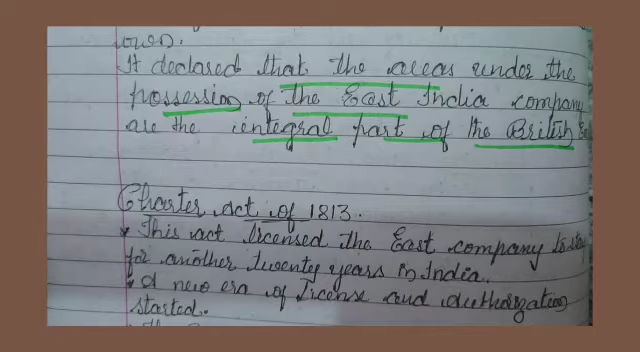 It declared that the areas under the
possession of the East India company
are the integral part of the British
Charter act of 1813.
* This act licensed the East company to stay
for another twenty years in India.
* A new era of License and authorization
started.